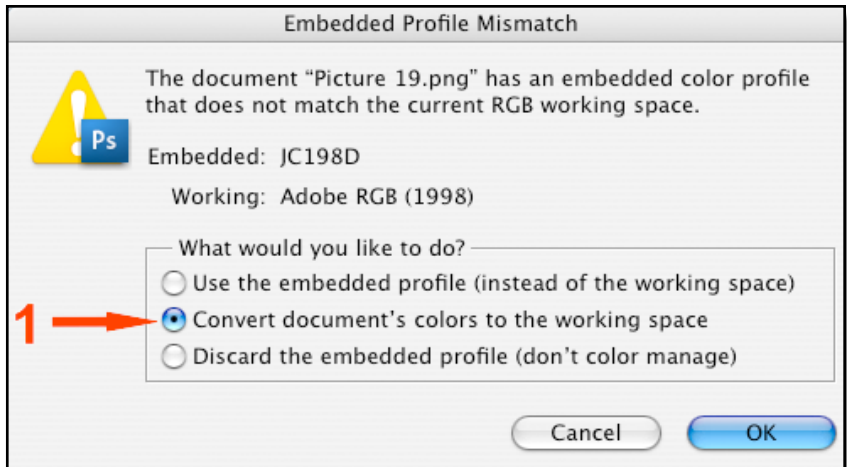 Embedded Profile Mismatch
The document “Picture 19.png” has an embedded color profile
that does not match the current RGB working space.
Ps
Embedded: JC198D
Working: Adobe RGB (1998)
What would you like to do?
Use the embedded profile (instead of the working space)
1
Convert document’s colors to the working space
Discard the embedded profile (don’t color manage)
Cancel OK